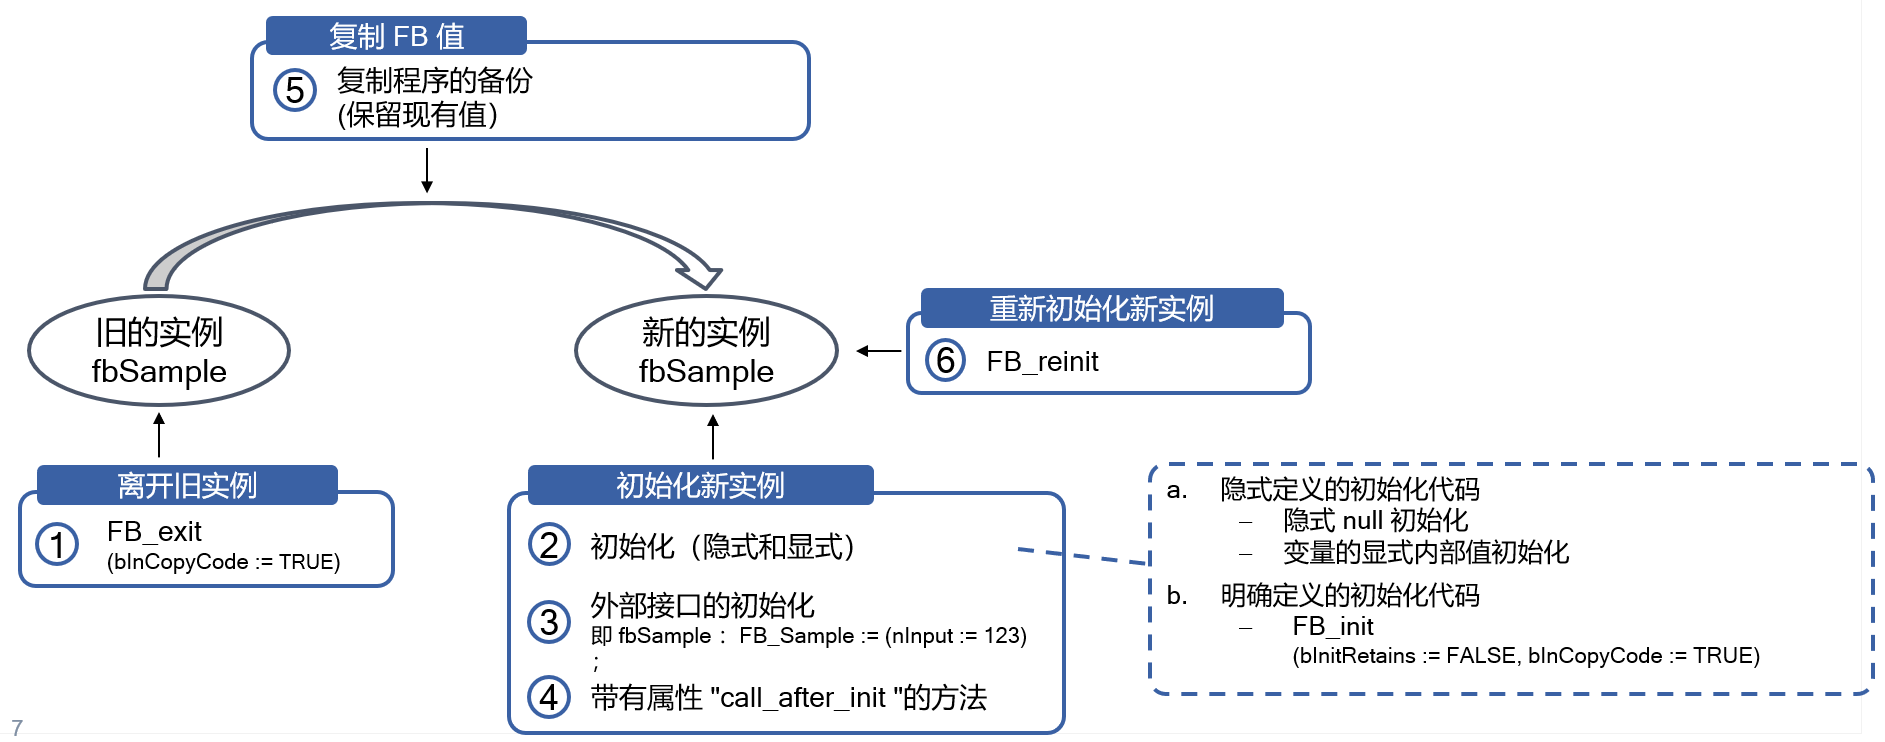 复制 FB 值
⑤ 复制程序的备份
(保留现有值）
旧的实例
fbSample
新的实例
fbSample
重新初始化新实例
⑥ FB_reinit
离开旧实例
① FB_exit
(bInCopyCode := TRUE)
初始化新实例
② 初始化（隐式和显式）
③ 外部接口的初始化
即 fbSample： FB_Sample := (nInput := 123)
；
④ 带有属性 "call_after_init "的方法
a. 隐式定义的初始化代码
– 隐式 null 初始化
– 变量的显式内部值初始化
b. 明确定义的初始化代码
– FB_init
(bInitRetains := FALSE, bInCopyCode := TRUE)
7